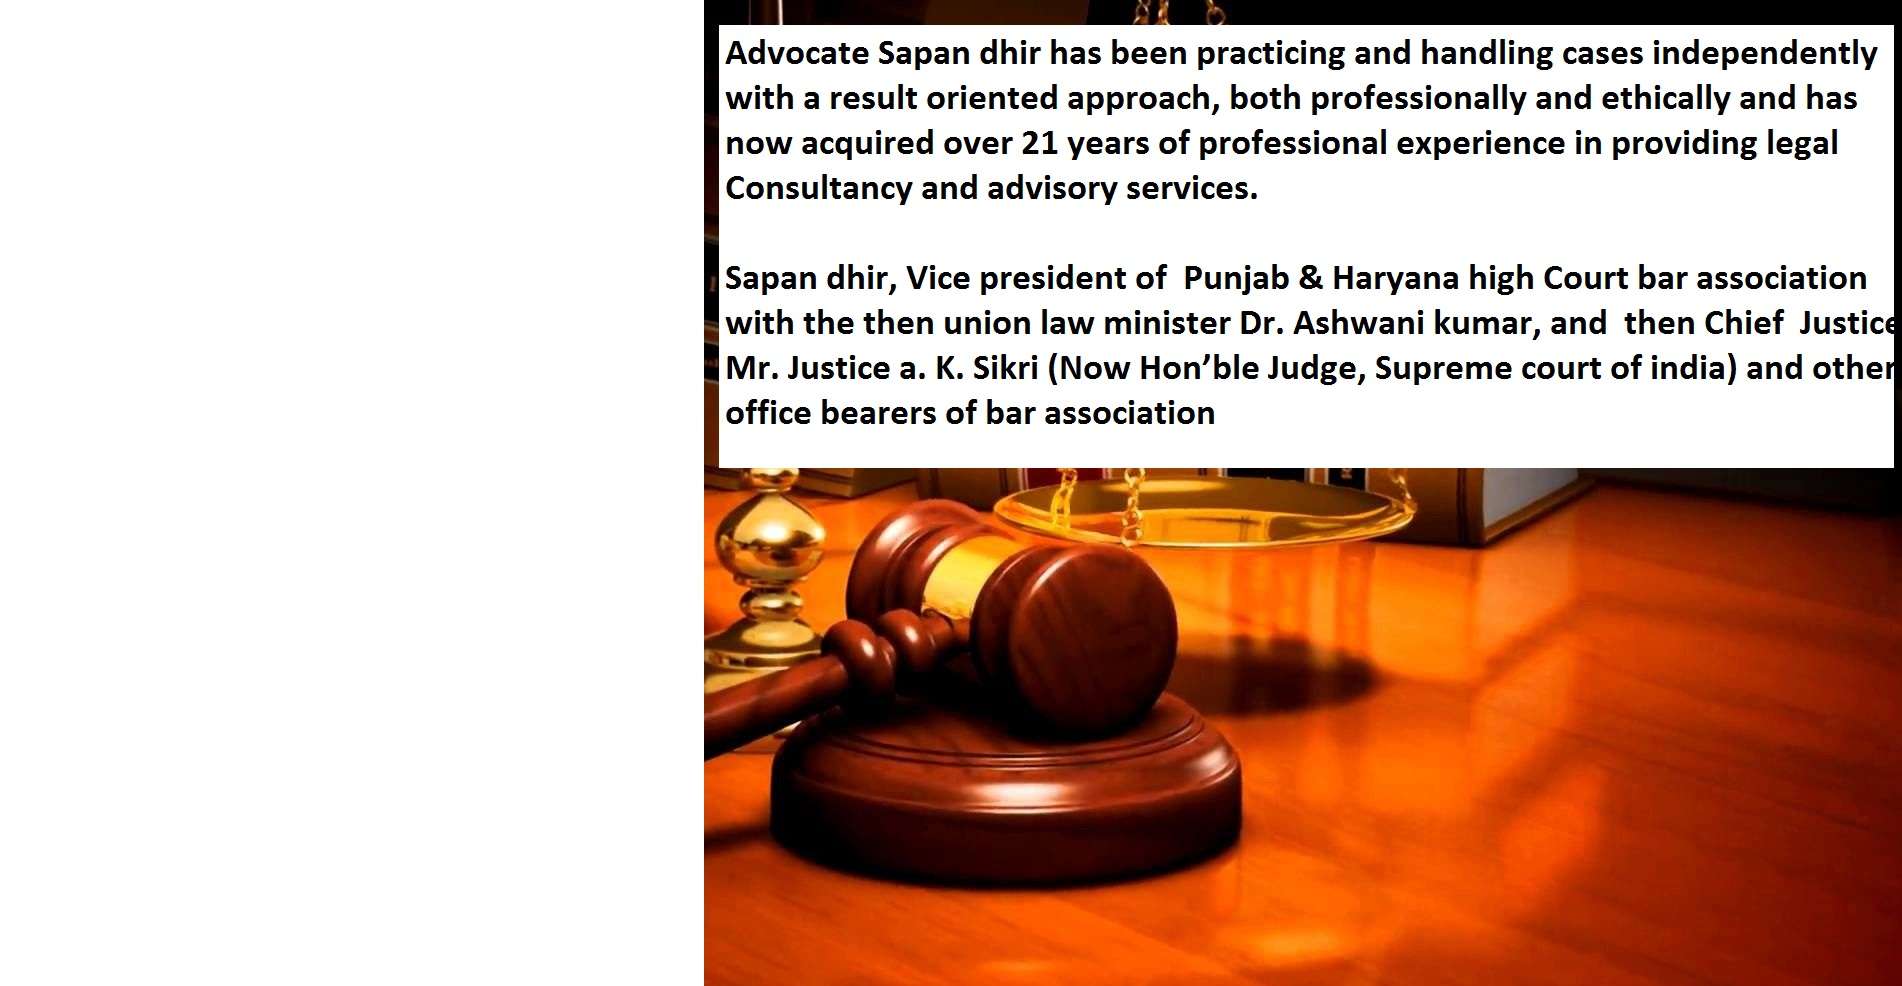 Advocate Sapan dhir has been practicing and handling cases independently
with a result oriented approach, both professionally and ethically and has
now acquired over 21 years of professional experience in providing legal
Consultancy and advisory services.
Sapan dhir, Vice president of  Punjab & Haryana high Court bar association
with the then union law minister Dr. Ashwani kumar, and  then Chief  Justice
Mr. Justice a. K. Sikri (Now Hon’ble Judge, Supreme court of india) and other
office bearers of bar association